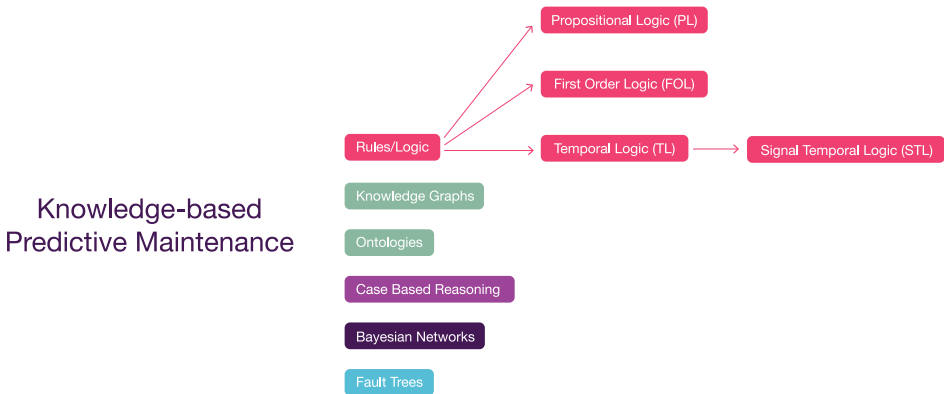 Propositional Logic (PL)
First Order Logic (FOL)
Rules/Logic
Temporal Logic (TL)
Signal Temporal Logic (STL)
Knowledge-based
Predictive Maintenance
Knowledge Graphs
Ontologies
Case Based Reasoning
Bayesian Networks
Fault Trees